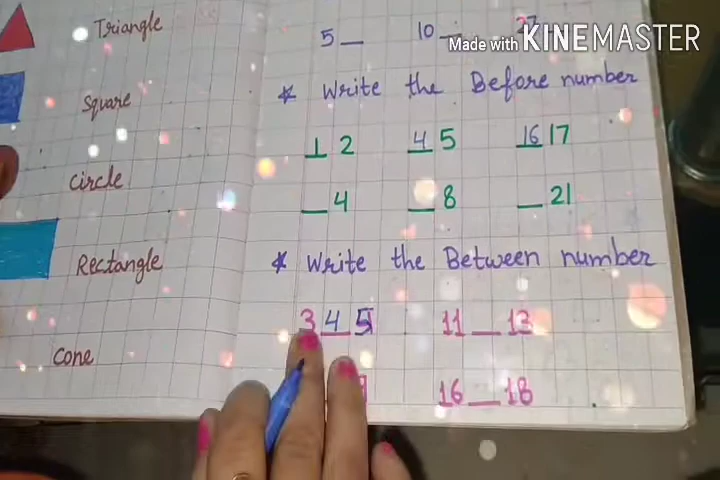 Triangle
Square
Circle
Rectangle
Cone
5 __ 10 __ 27
Made with KINEMASTER
* Write the Before number
1 2 4 5 16 17
__ 4 __ 8 __ 21
* Write the Between number
3 4 5 11 __ 13
16 __ 18